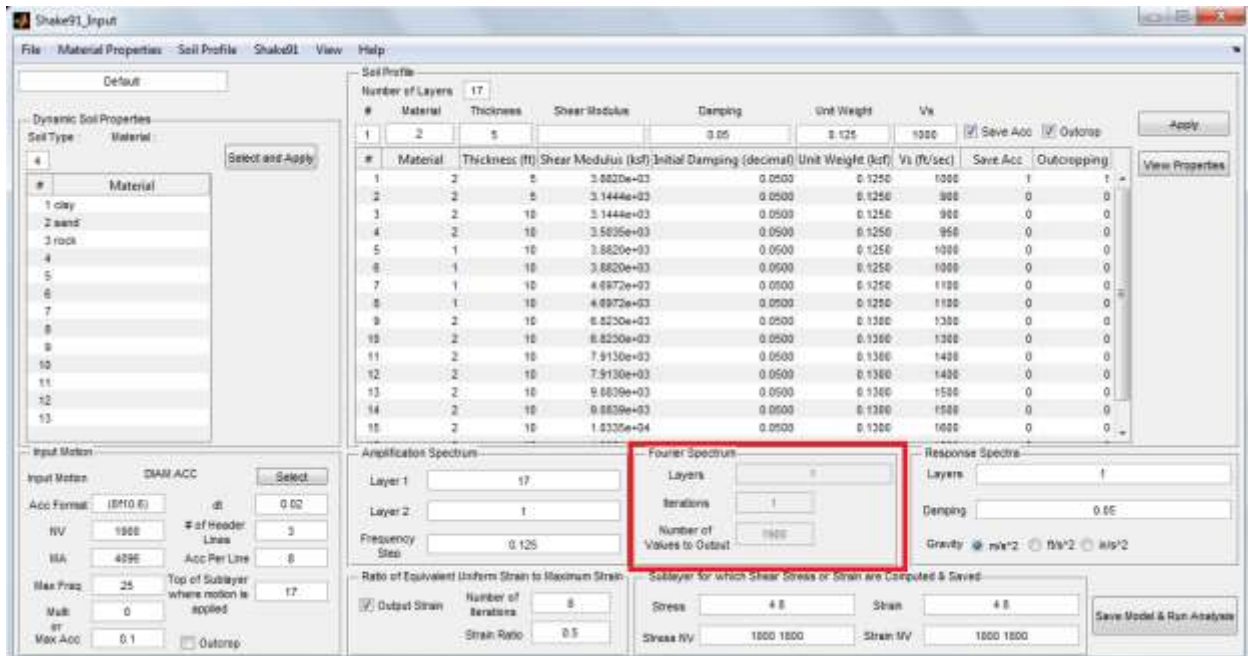 Shake91_Input
File Material Properties Soil Profile Shake91 View Help
Default
Dynamic Soil Properties
Soil Type : Material :
4 Select and Apply
# Material
1 clay
2 sand
3 rock
4
5
6
7
8
9
10
11
12
13
Soil Profile
Number of Layers 17
# Material Thickness Shear Modulus Damping Unit Weight Vs
1 2 5 0.05 0.125 1000 Save Acc Outcrop Apply
# Material Thickness (ft) Shear Modulus (ksf) Initial Damping (decimal) Unit Weight (kcf) Vs (ft/sec) Save Acc Outcropping View Properties
1 2 5 3.8820e+03 0.0500 0.1250 1000 1 1
2 2 5 3.1444e+03 0.0500 0.1250 900 0 0
3 2 10 3.1444e+03 0.0500 0.1250 900 0 0
4 2 10 3.5035e+03 0.0500 0.1250 950 0 0
5 1 10 3.8820e+03 0.0500 0.1250 1000 0 0
6 1 10 3.8820e+03 0.0500 0.1250 1000 0 0
7 1 10 4.6972e+03 0.0500 0.1250 1100 0 0
8 1 10 4.6972e+03 0.0500 0.1250 1100 0 0
9 2 10 6.8230e+03 0.0500 0.1300 1300 0 0
10 2 10 6.8230e+03 0.0500 0.1300 1300 0 0
11 2 10 7.9130e+03 0.0500 0.1300 1400 0 0
12 2 10 7.9130e+03 0.0500 0.1300 1400 0 0
13 2 10 9.0839e+03 0.0500 0.1300 1500 0 0
14 2 10 9.0839e+03 0.0500 0.1300 1500 0 0
15 2 10 1.0335e+04 0.0500 0.1300 1600 0 0
Input Motion
Input Motion DIAM.ACC Select
Acc Format (8f10.6) dt 0.02
NV 1900 # of Header Lines 3
MA 4096 Acc Per Line 8
Max Freq 25 Top of Sublayer where motion is applied 17
Mult or Max Acc 0 0.1 Outcrop
Amplification Spectrum
Layer 1 17
Layer 2 1
Frequency Step 0.125
Fourier Spectrum
Layers
Iterations 1
Number of Values to Output 1900
Response Spectra
Layers 1
Damping 0.05
Gravity m/s^2 ft/s^2 in/s^2
Ratio of Equivalent Uniform Strain to Maximum Strain
Output Strain Number of Iterations 8
Strain Ratio 0.5
Sublayer for which Shear Stress or Strain are Computed & Saved
Stress 4 8 Strain 4 8
Stress NV 1800 1800 Strain NV 1800 1800
Save Model & Run Analysis